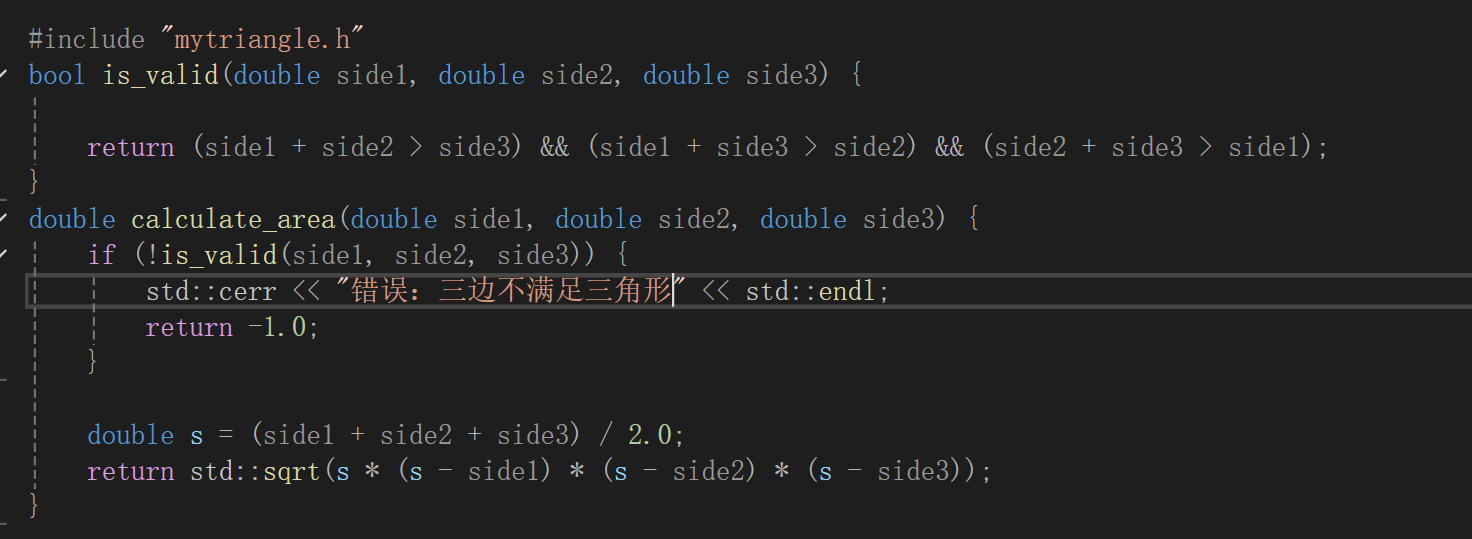 #include "mytriangle.h"
bool is_valid(double side1, double side2, double side3) {
return (side1 + side2 > side3) && (side1 + side3 > side2) && (side2 + side3 > side1);
}
double calculate_area(double side1, double side2, double side3) {
if (!is_valid(side1, side2, side3)) {
std::cerr << "错误：三边不满足三角形" << std::endl;
return -1.0;
}
double s = (side1 + side2 + side3) / 2.0;
return std::sqrt(s * (s - side1) * (s - side2) * (s - side3));
}